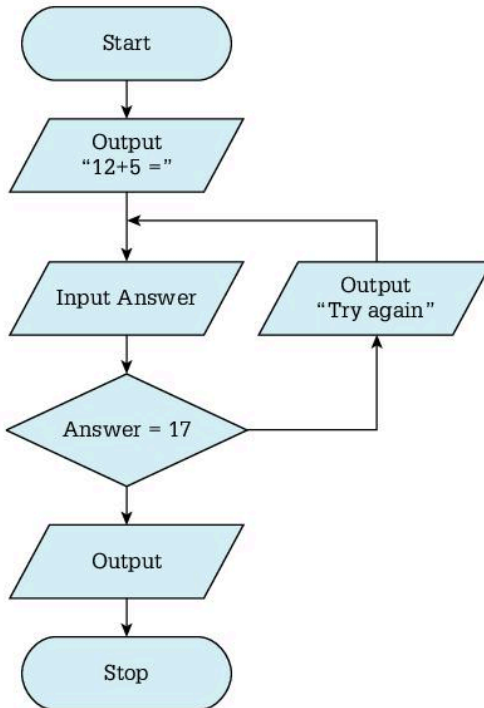 Start
Output
“12+5 =”
Input Answer
Output
“Try again”
Answer = 17
Output
Stop